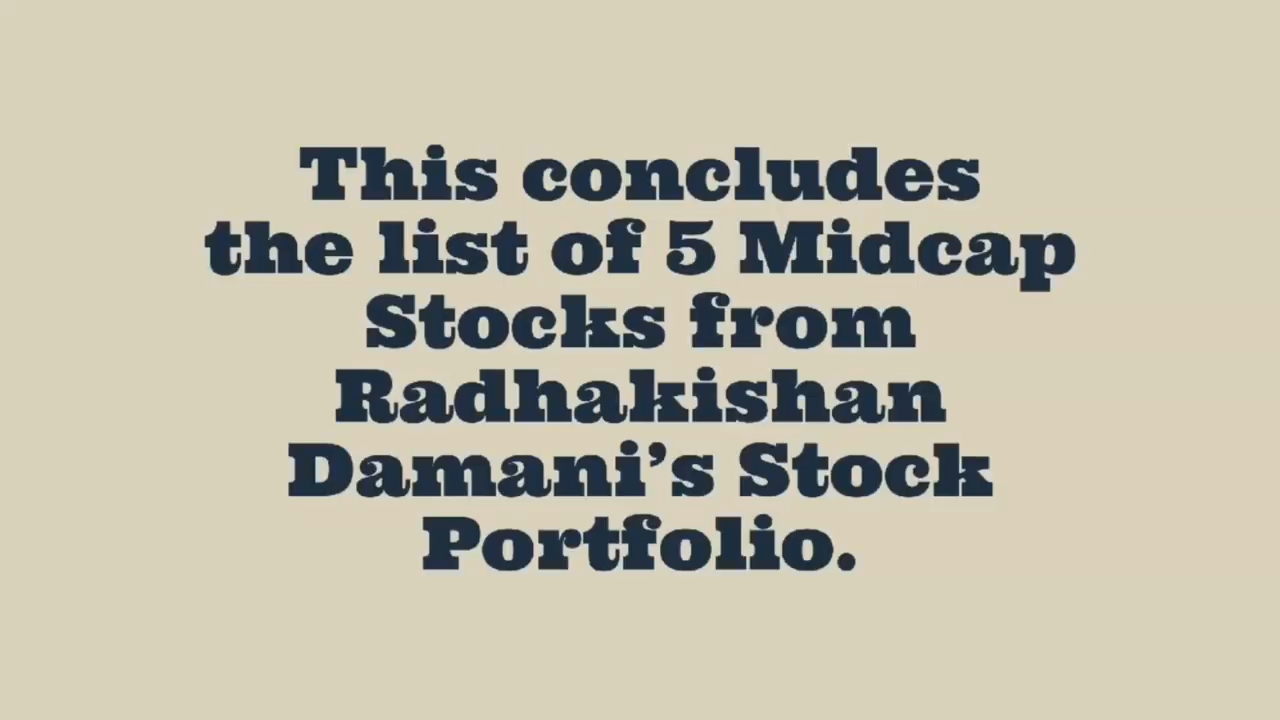 This concludes
the list of 5 Midcap
Stocks from
Radhakishan
Damani’s Stock
Portfolio.